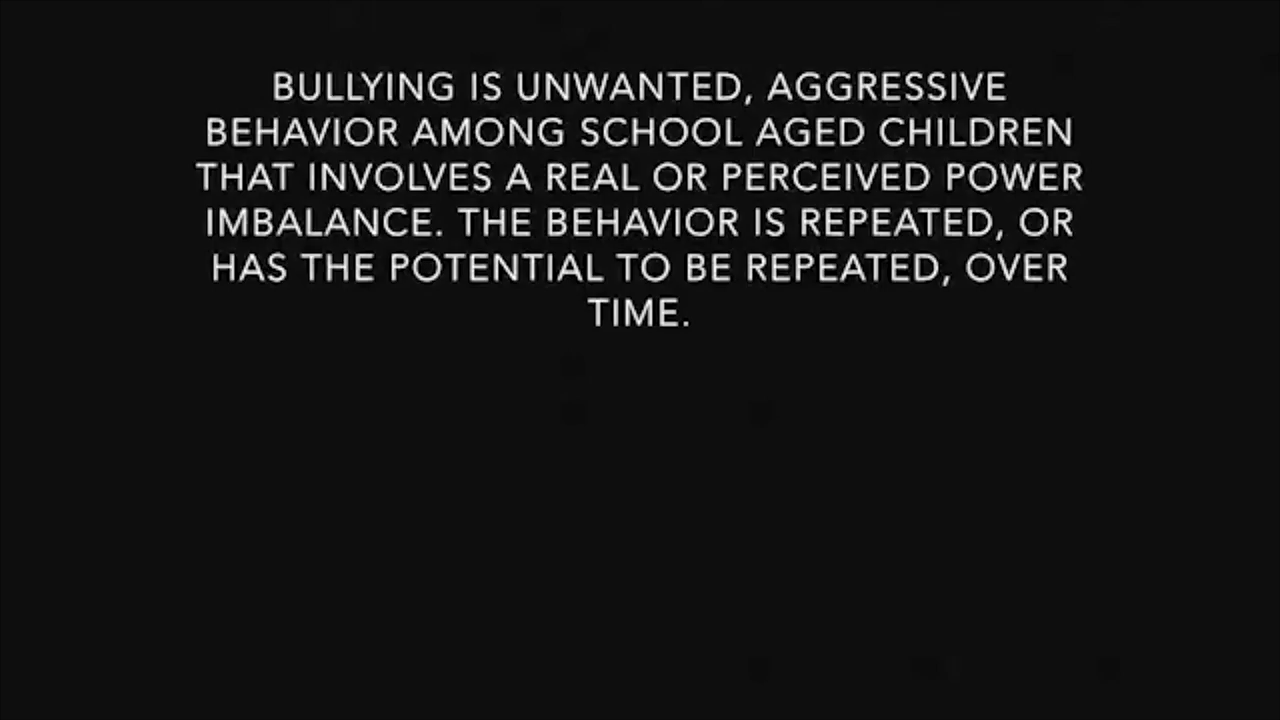 BULLYING IS UNWANTED, AGGRESSIVE
BEHAVIOR AMONG SCHOOL AGED CHILDREN
THAT INVOLVES A REAL OR PERCEIVED POWER
IMBALANCE. THE BEHAVIOR IS REPEATED, OR
HAS THE POTENTIAL TO BE REPEATED, OVER
TIME.